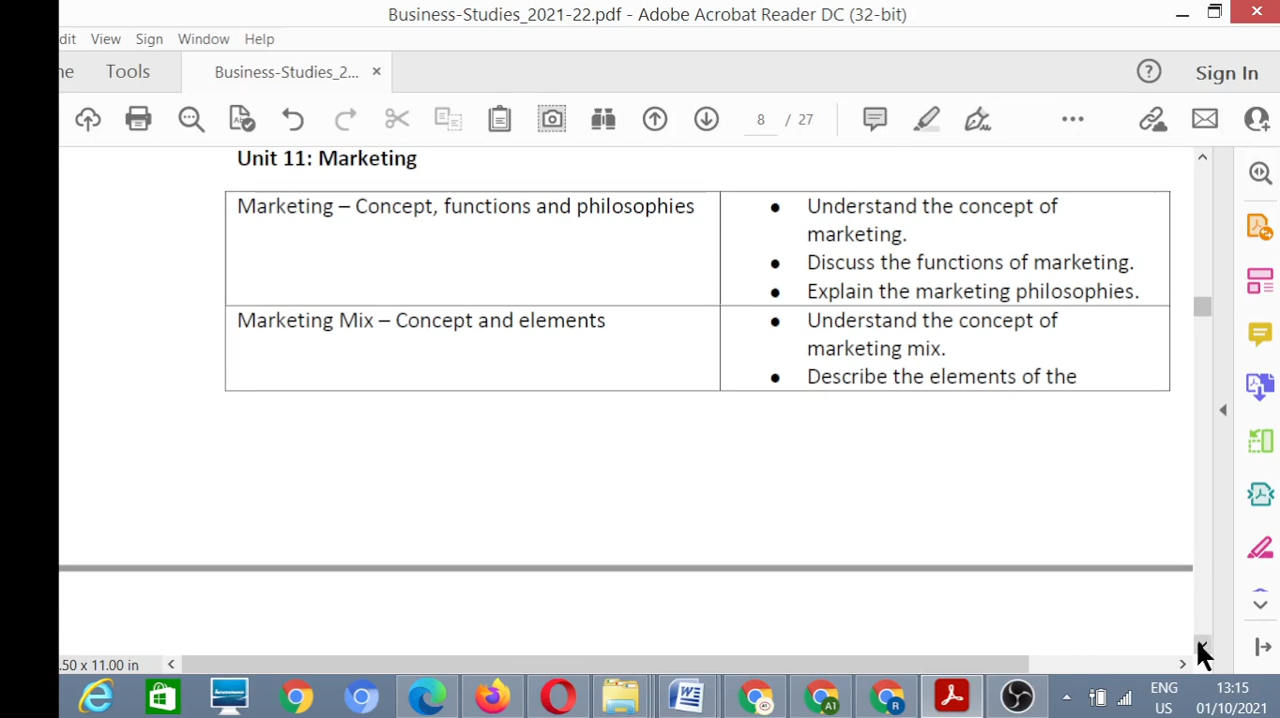 Business-Studies_2021-22.pdf - Adobe Acrobat Reader DC (32-bit)
dit View Sign Window Help
me Tools Business-Studies_2... × Sign In
8 / 27
Unit 11: Marketing
Marketing – Concept, functions and philosophies
● Understand the concept of
marketing.
● Discuss the functions of marketing.
● Explain the marketing philosophies.
Marketing Mix – Concept and elements
● Understand the concept of
marketing mix.
● Describe the elements of the
.50 x 11.00 in
ENG 13:15
US 01/10/2021